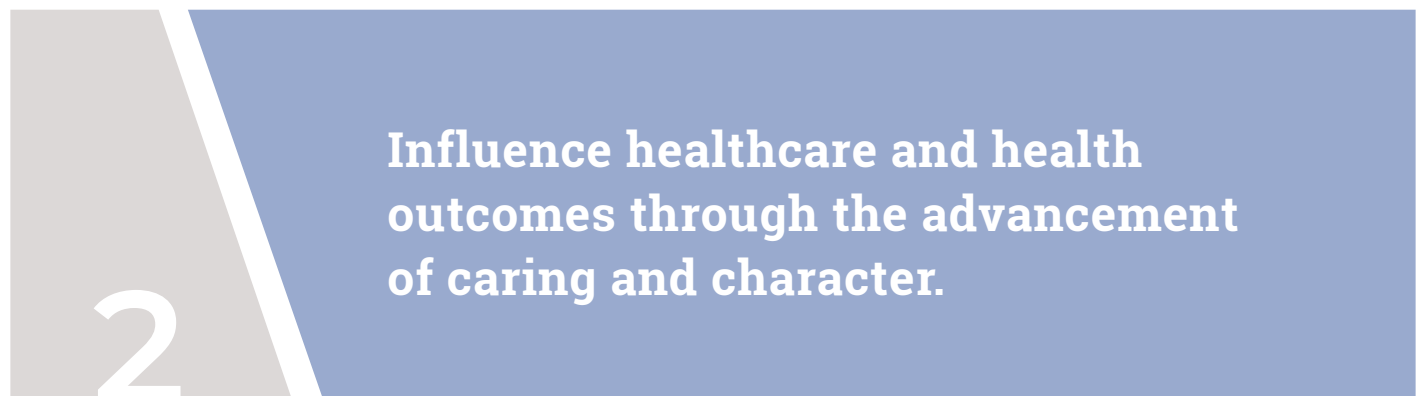 Influence healthcare and health
outcomes through the advancement
of caring and character.
2